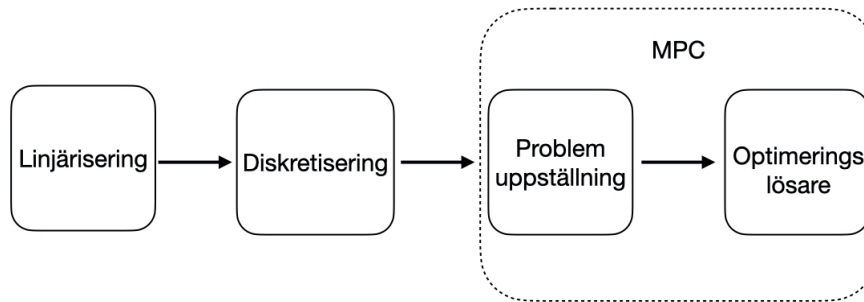 MPC
Linjärisering
Diskretisering
Problem
uppställning
Optimerings
lösare